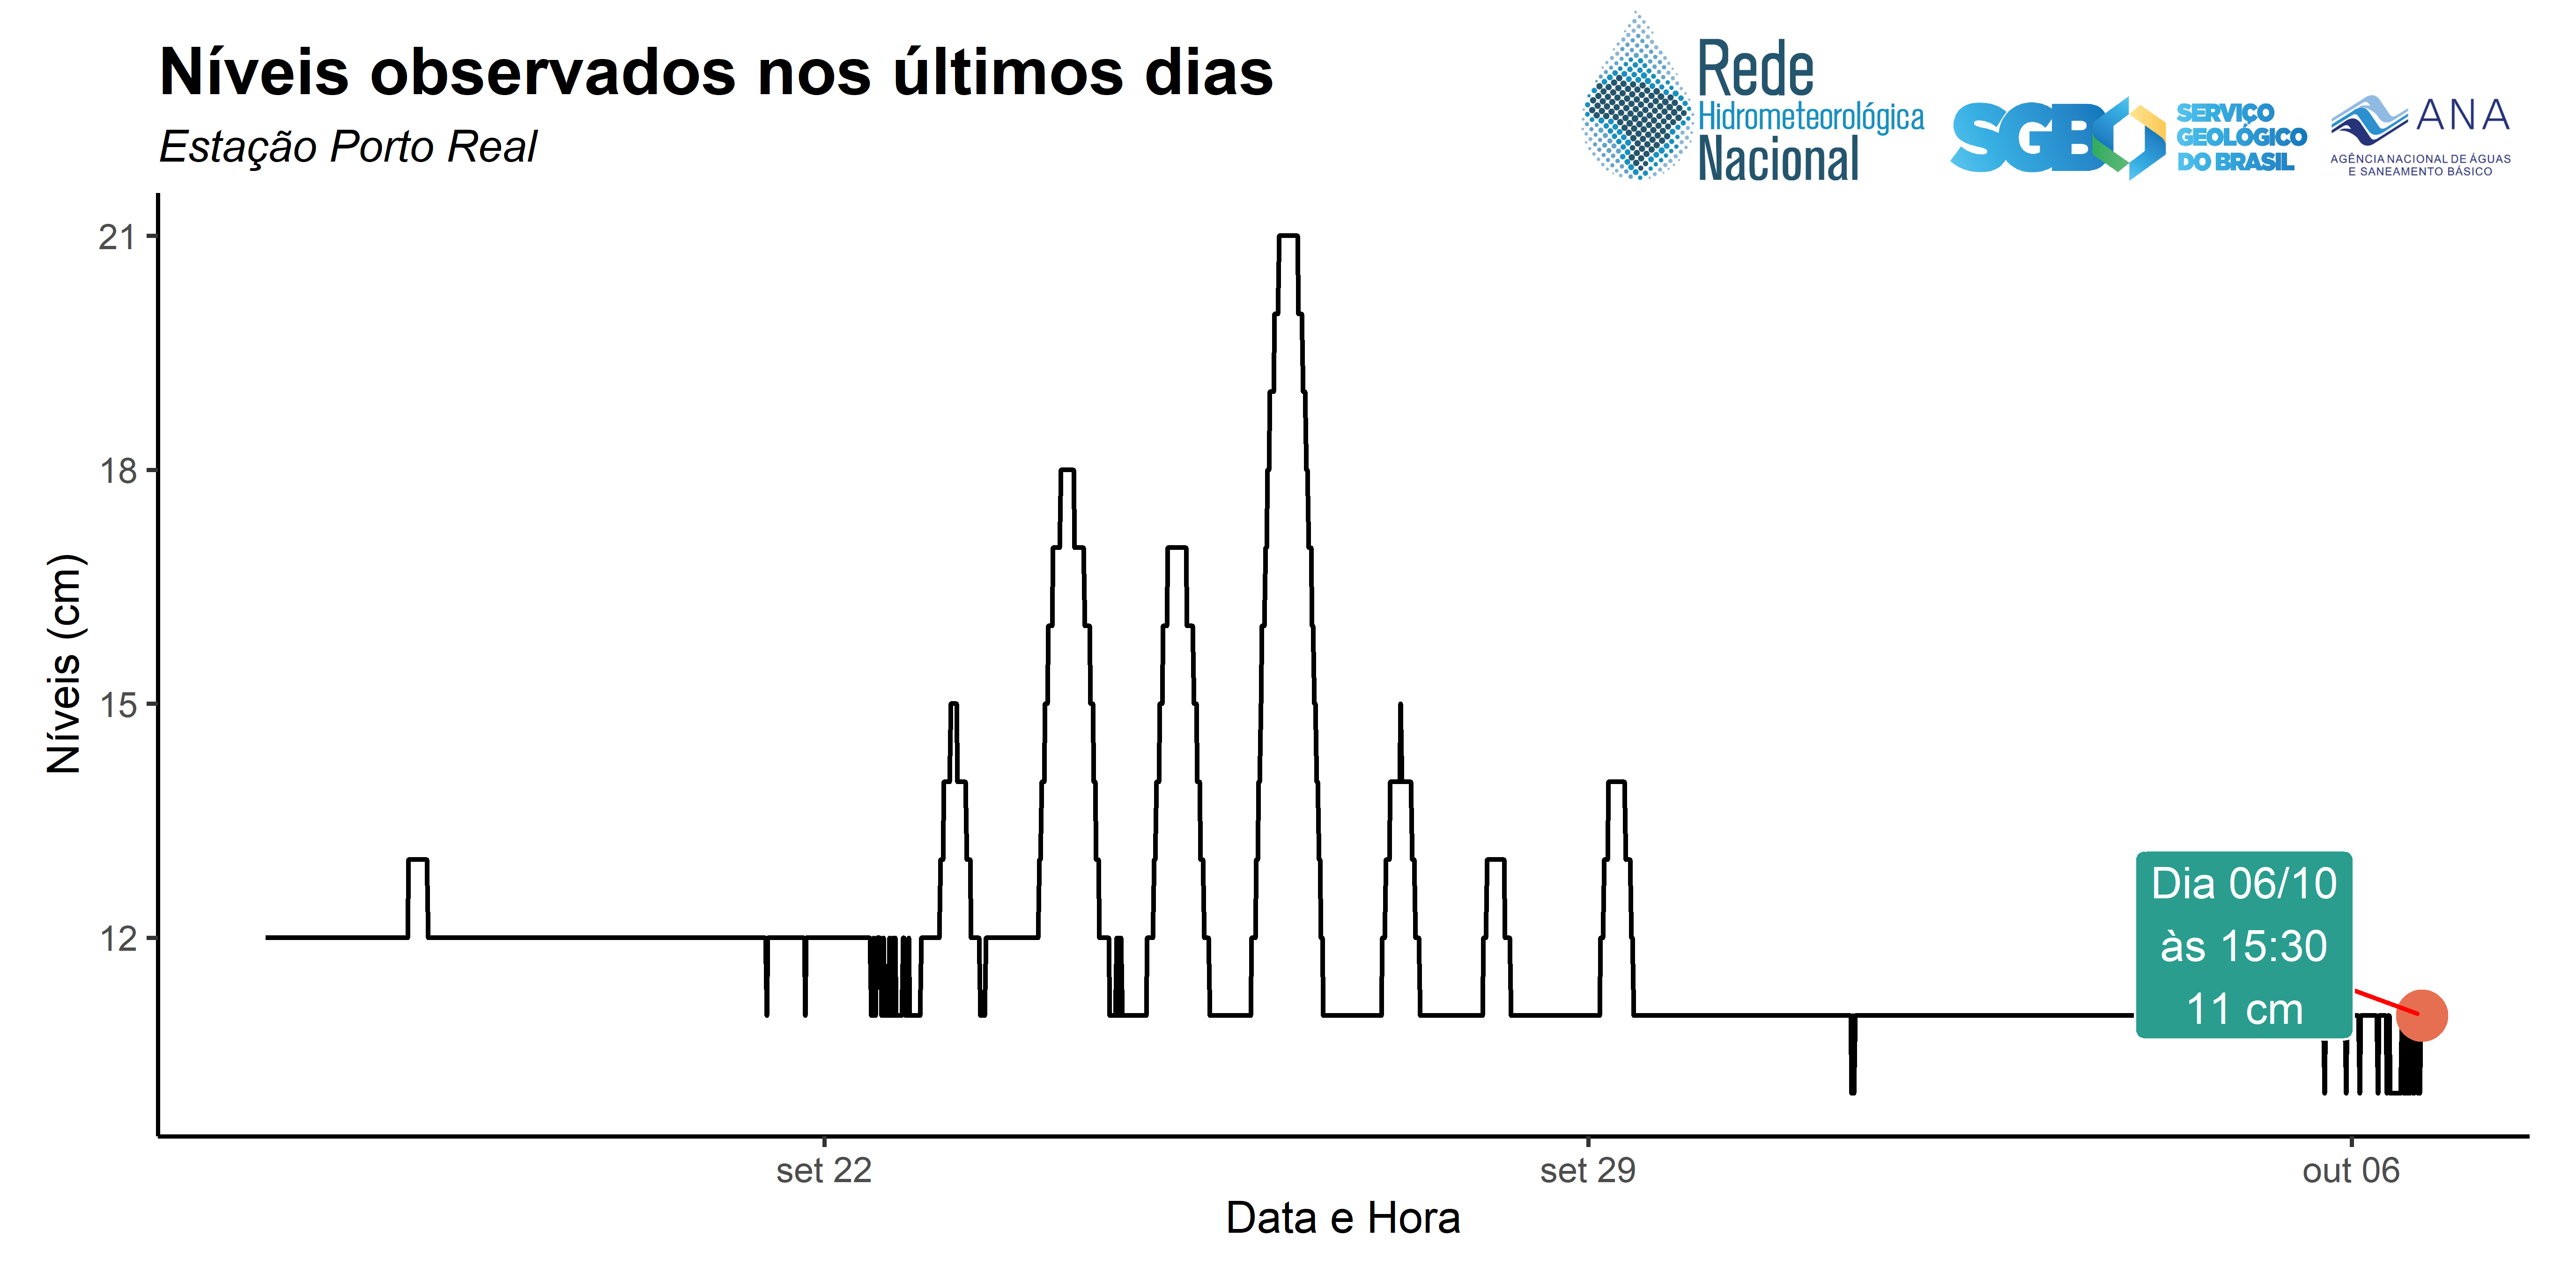 Níveis observados nos últimos dias
Estação Porto Real
Rede
Hidrometeorológica
Nacional
SGB
SERVIÇO
GEOLÓGICO
DO BRASIL
ANA
AGÊNCIA NACIONAL DE ÁGUAS
E SANEAMENTO BÁSICO
Níveis (cm)
21
18
15
12
Dia 06/10
às 15:30
11 cm
set 22
set 29
out 06
Data e Hora